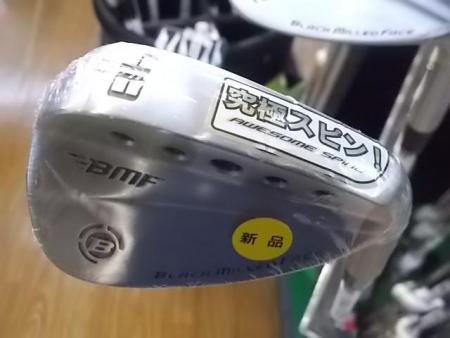 BLACK MILLED FACE
究極スピン!
AWESOME SPIN
BMF
B
新品
BLACK MILLED FACE